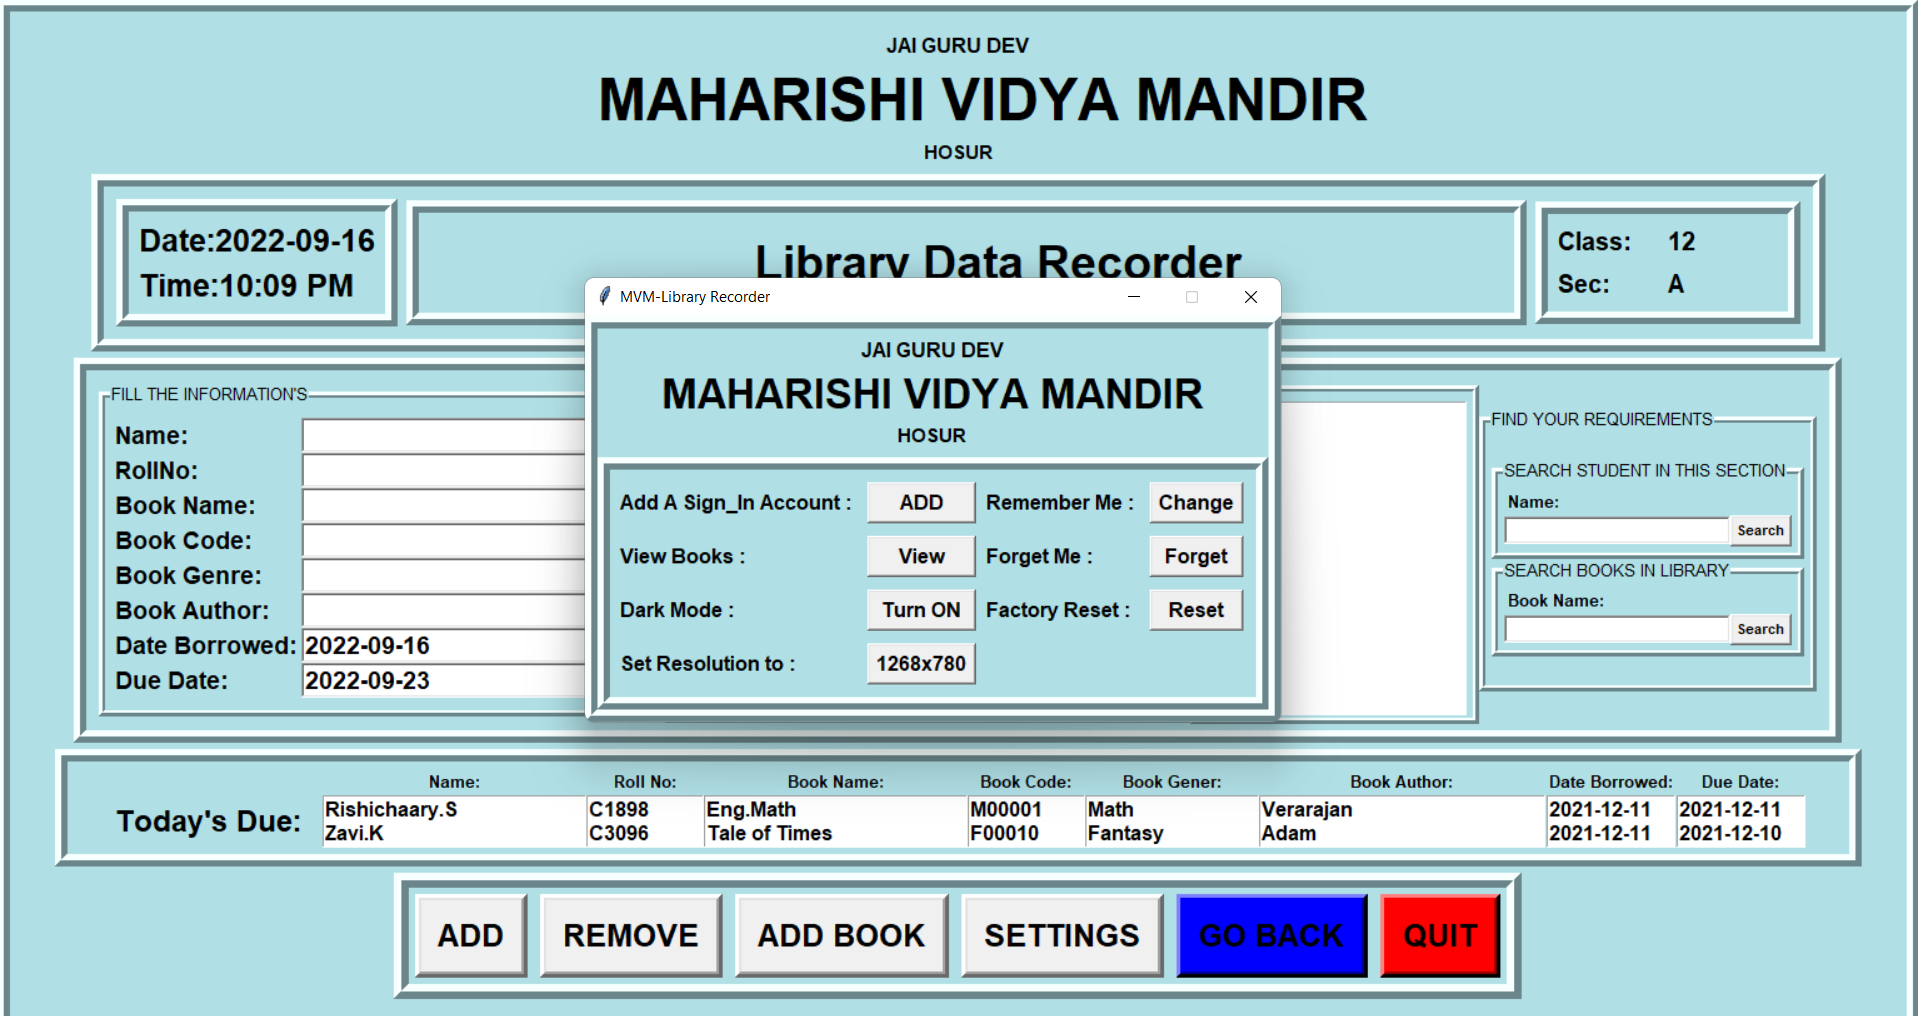 JAI GURU DEV
MAHARISHI VIDYA MANDIR
HOSUR
Date:2022-09-16
Time:10:09 PM
Library Data Recorder
Class: 12
Sec: A
MVM-Library Recorder
JAI GURU DEV
MAHARISHI VIDYA MANDIR
HOSUR
Add A Sign_In Account : ADD Remember Me : Change
View Books : View Forget Me : Forget
Dark Mode : Turn ON Factory Reset : Reset
Set Resolution to : 1268x780
FILL THE INFORMATION'S
Name:
RollNo:
Book Name:
Book Code:
Book Genre:
Book Author:
Date Borrowed: 2022-09-16
Due Date: 2022-09-23
FIND YOUR REQUIREMENTS
SEARCH STUDENT IN THIS SECTION
Name:
Search
SEARCH BOOKS IN LIBRARY
Book Name:
Search
Name: Roll No: Book Name: Book Code: Book Gener: Book Author: Date Borrowed: Due Date:
Today's Due:
Rishichaary.S C1898 Eng.Math M00001 Math Verarajan 2021-12-11 2021-12-11
Zavi.K C3096 Tale of Times F00010 Fantasy Adam 2021-12-11 2021-12-10
ADD REMOVE ADD BOOK SETTINGS GO BACK QUIT